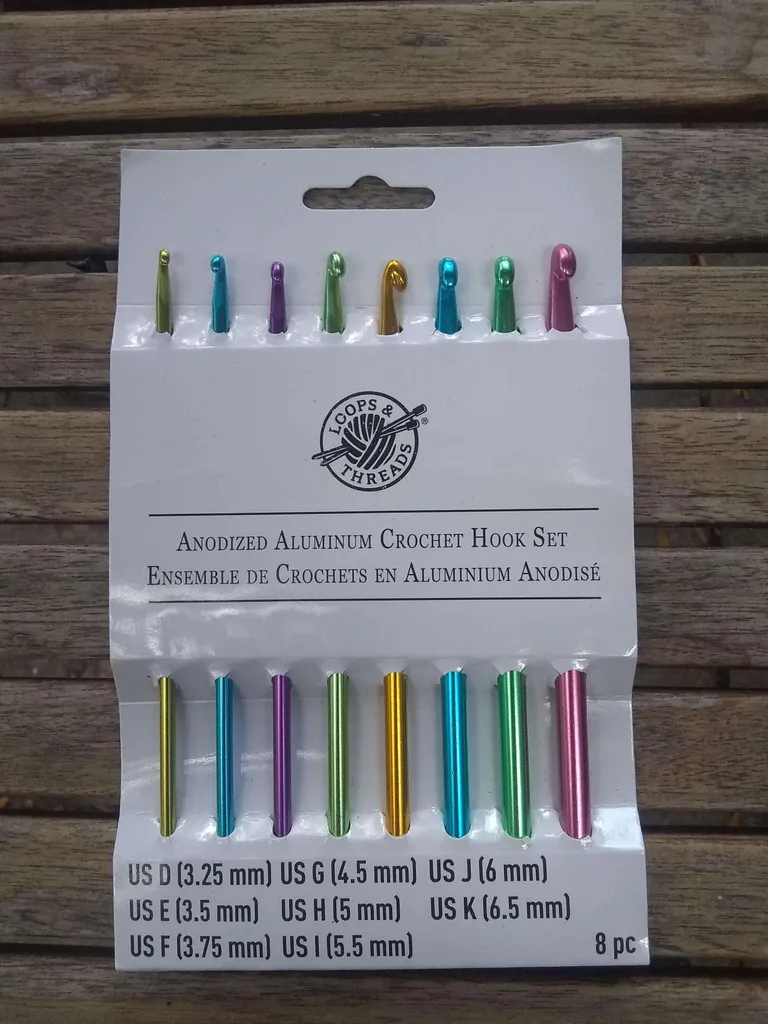 LOOPS &
THREADS
®
Anodized Aluminum Crochet Hook Set
Ensemble de Crochets en Aluminium Anodisé
US D (3.25 mm) US G (4.5 mm) US J (6 mm)
US E (3.5 mm) US H (5 mm) US K (6.5 mm)
US F (3.75 mm) US I (5.5 mm) 8 pc